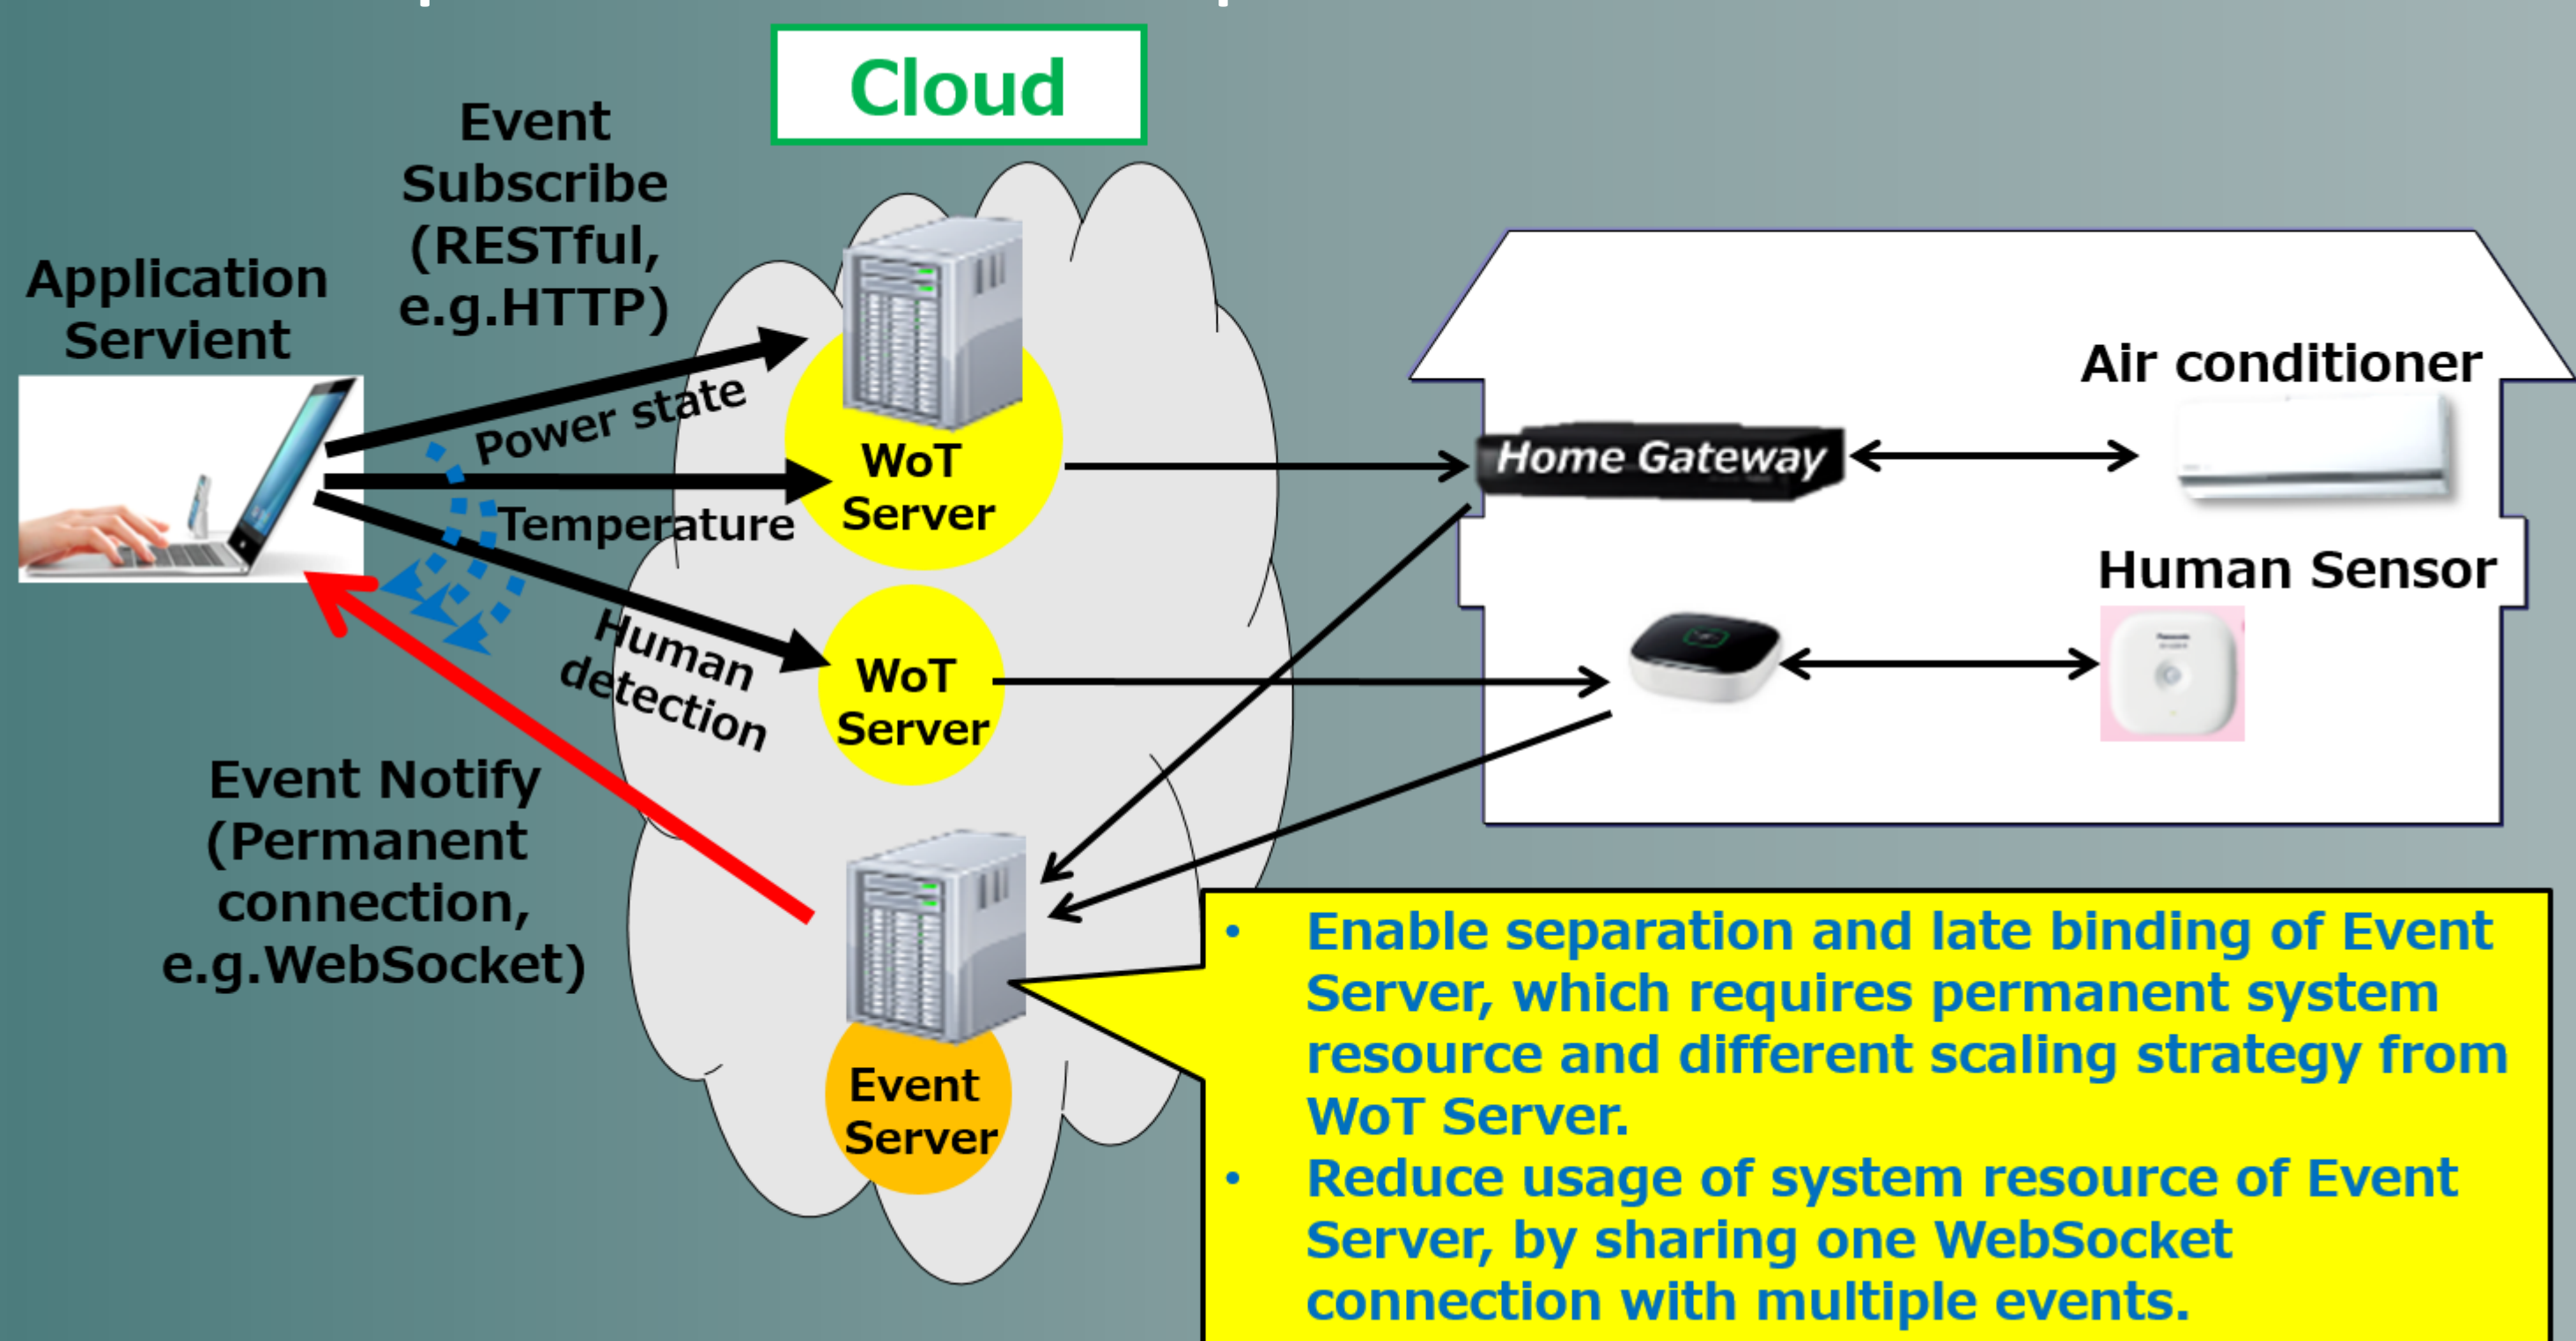 Cloud
Event
Subscribe
(RESTful,
e.g.HTTP)
Application
Servient
Power state
Temperature
Human
detection
WoT
Server
WoT
Server
Home Gateway
Air conditioner
Human Sensor
Event Notify
(Permanent
connection,
e.g.WebSocket)
Event
Server
• Enable separation and late binding of Event
Server, which requires permanent system
resource and different scaling strategy from
WoT Server.
• Reduce usage of system resource of Event
Server, by sharing one WebSocket
connection with multiple events.